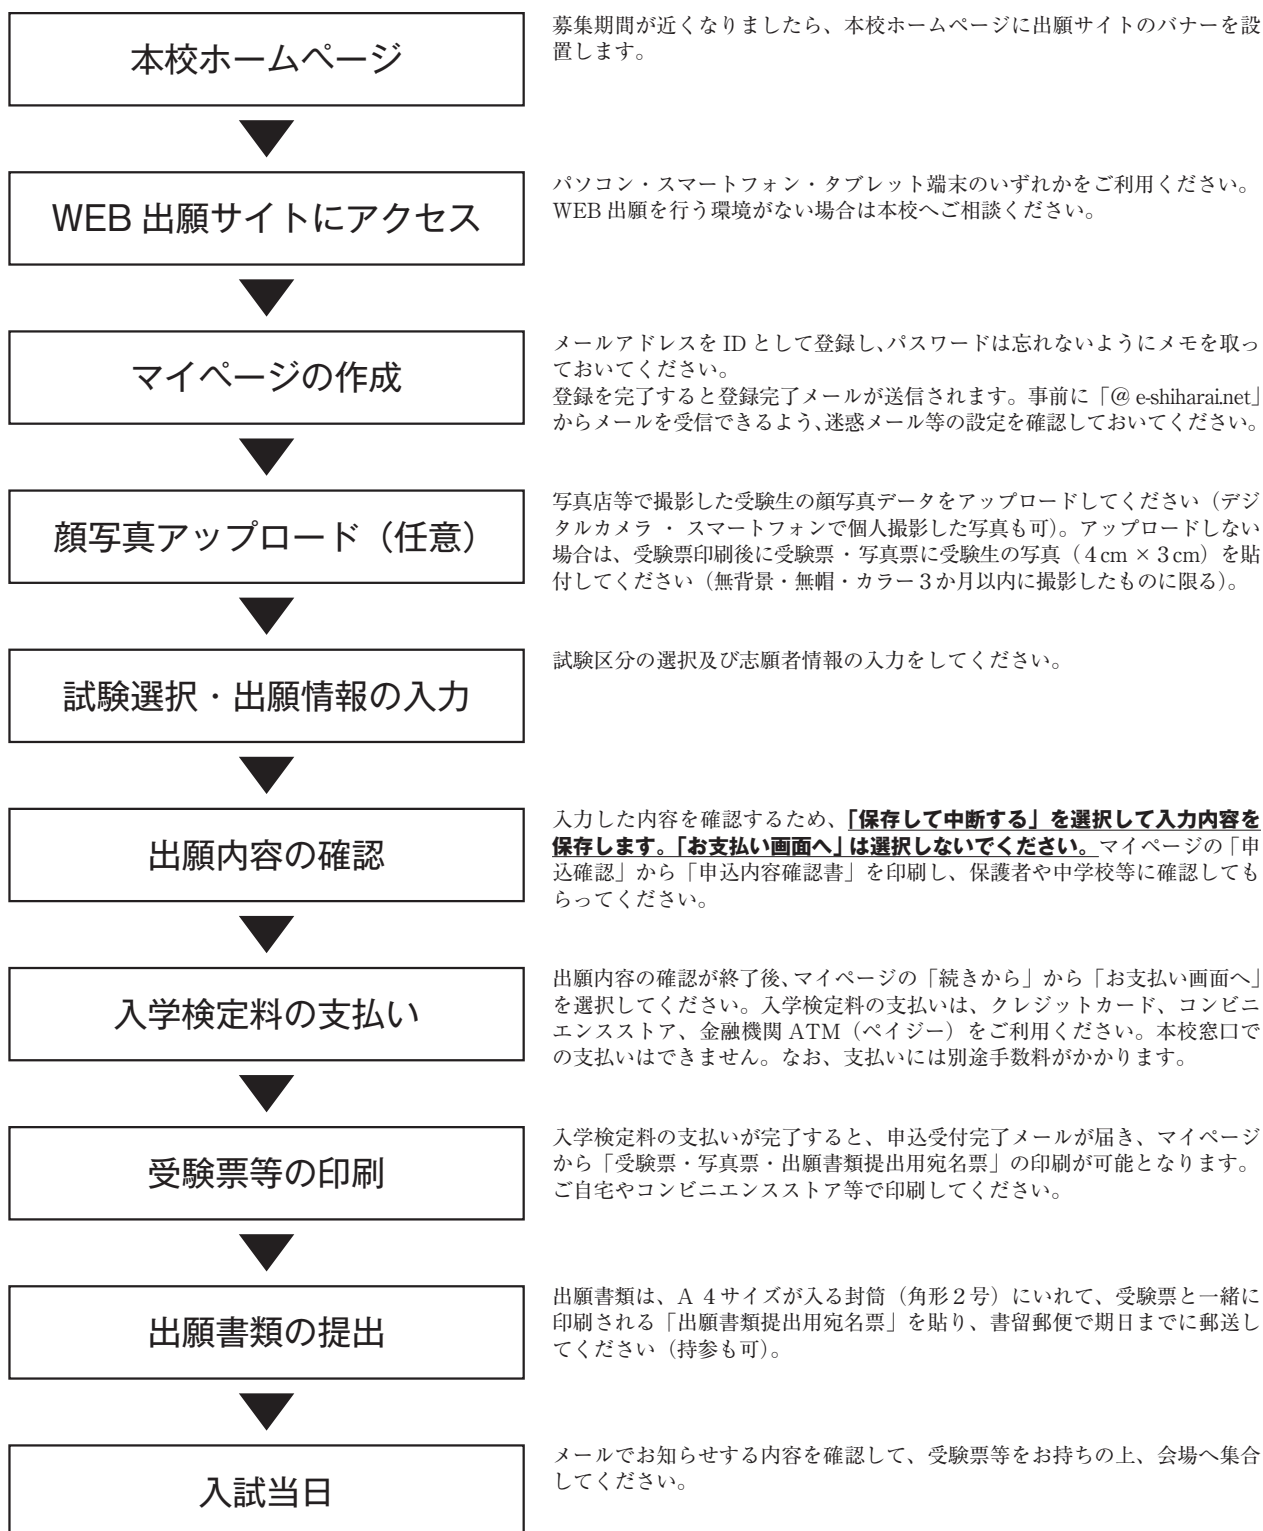 本校ホームページ
募集期間が近くなりましたら、本校ホームページに出願サイトのバナーを設
置します。
WEB 出願サイトにアクセス
パソコン・スマートフォン・タブレット端末のいずれかをご利用ください。
WEB 出願を行う環境がない場合は本校へご相談ください。
マイページの作成
メールアドレスを ID として登録し、パスワードは忘れないようにメモを取っ
ておいてください。
登録を完了すると登録完了メールが送信されます。事前に「@ e-shiharai.net」
からメールを受信できるよう、迷惑メール等の設定を確認しておいてください。
顔写真アップロード（任意）
写真店等で撮影した受験生の顔写真データをアップロードしてください（デジ
タルカメラ ・ スマートフォンで個人撮影した写真も可）。アップロードしない
場合は、受験票印刷後に受験票・写真票に受験生の写真（４cm × ３cm）を貼
付してください（無背景・無帽・カラー３か月以内に撮影したものに限る）。
試験選択・出願情報の入力
試験区分の選択及び志願者情報の入力をしてください。
出願内容の確認
入力した内容を確認するため、「保存して中断する」を選択して入力内容を
保存します。「お支払い画面へ」は選択しないでください。マイページの「申
込確認」から「申込内容確認書」を印刷し、保護者や中学校等に確認しても
らってください。
入学検定料の支払い
出願内容の確認が終了後、マイページの「続きから」から「お支払い画面へ」
を選択してください。入学検定料の支払いは、クレジットカード、コンビニ
エンスストア、金融機関 ATM（ペイジー）をご利用ください。本校窓口で
の支払いはできません。なお、支払いには別途手数料がかかります。
受験票等の印刷
入学検定料の支払いが完了すると、申込受付完了メールが届き、マイページ
から「受験票・写真票・出願書類提出用宛名票」の印刷が可能となります。
ご自宅やコンビニエンスストア等で印刷してください。
出願書類の提出
出願書類は、A ４サイズが入る封筒（角形２号）にいれて、受験票と一緒に
印刷される「出願書類提出用宛名票」を貼り、書留郵便で期日までに郵送し
てください（持参も可）。
入試当日
メールでお知らせする内容を確認して、受験票等をお持ちの上、会場へ集合
してください。